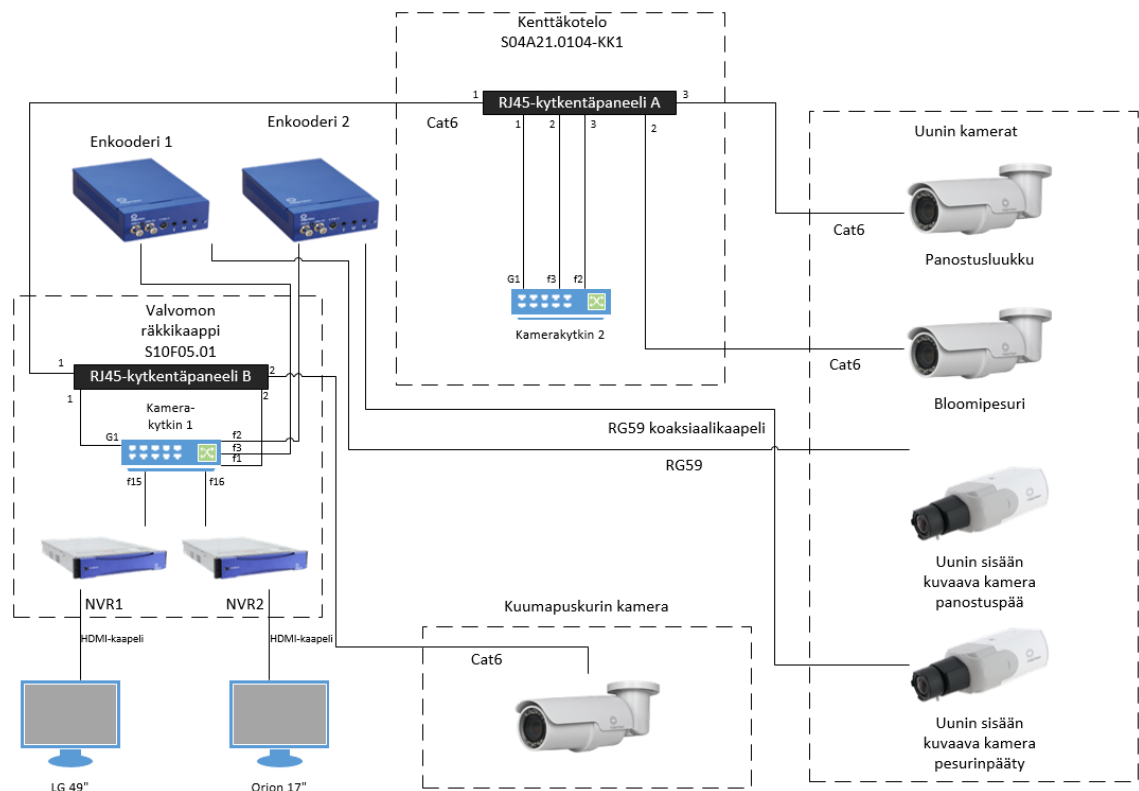 Kenttäkotelo
S04A21.0104-KK1
1
RJ45-kytkentäpaneeli A
3
Cat6
1
2
3
2
Enkooderi 1
Enkooderi 2
Uunin kamerat
Cat6
Panostusluukku
G1
f3
f2
Kamerakytkin 2
Valvomon
räkkikaappi
S10F05.01
1
RJ45-kytkentäpaneeli B
2
1
2
Cat6
Bloomipesuri
Kamera-
kytkin 1
G1
f2
f3
f1
f15
f16
RG59 koaksiaalikaapeli
RG59
Uunin sisään
kuvaava kamera
panostuspää
NVR1
NVR2
HDMI-kaapeli
HDMI-kaapeli
Kuumapuskurin kamera
Cat6
Uunin sisään
kuvaava kamera
pesurinpääty
LG 49"
Orion 17"